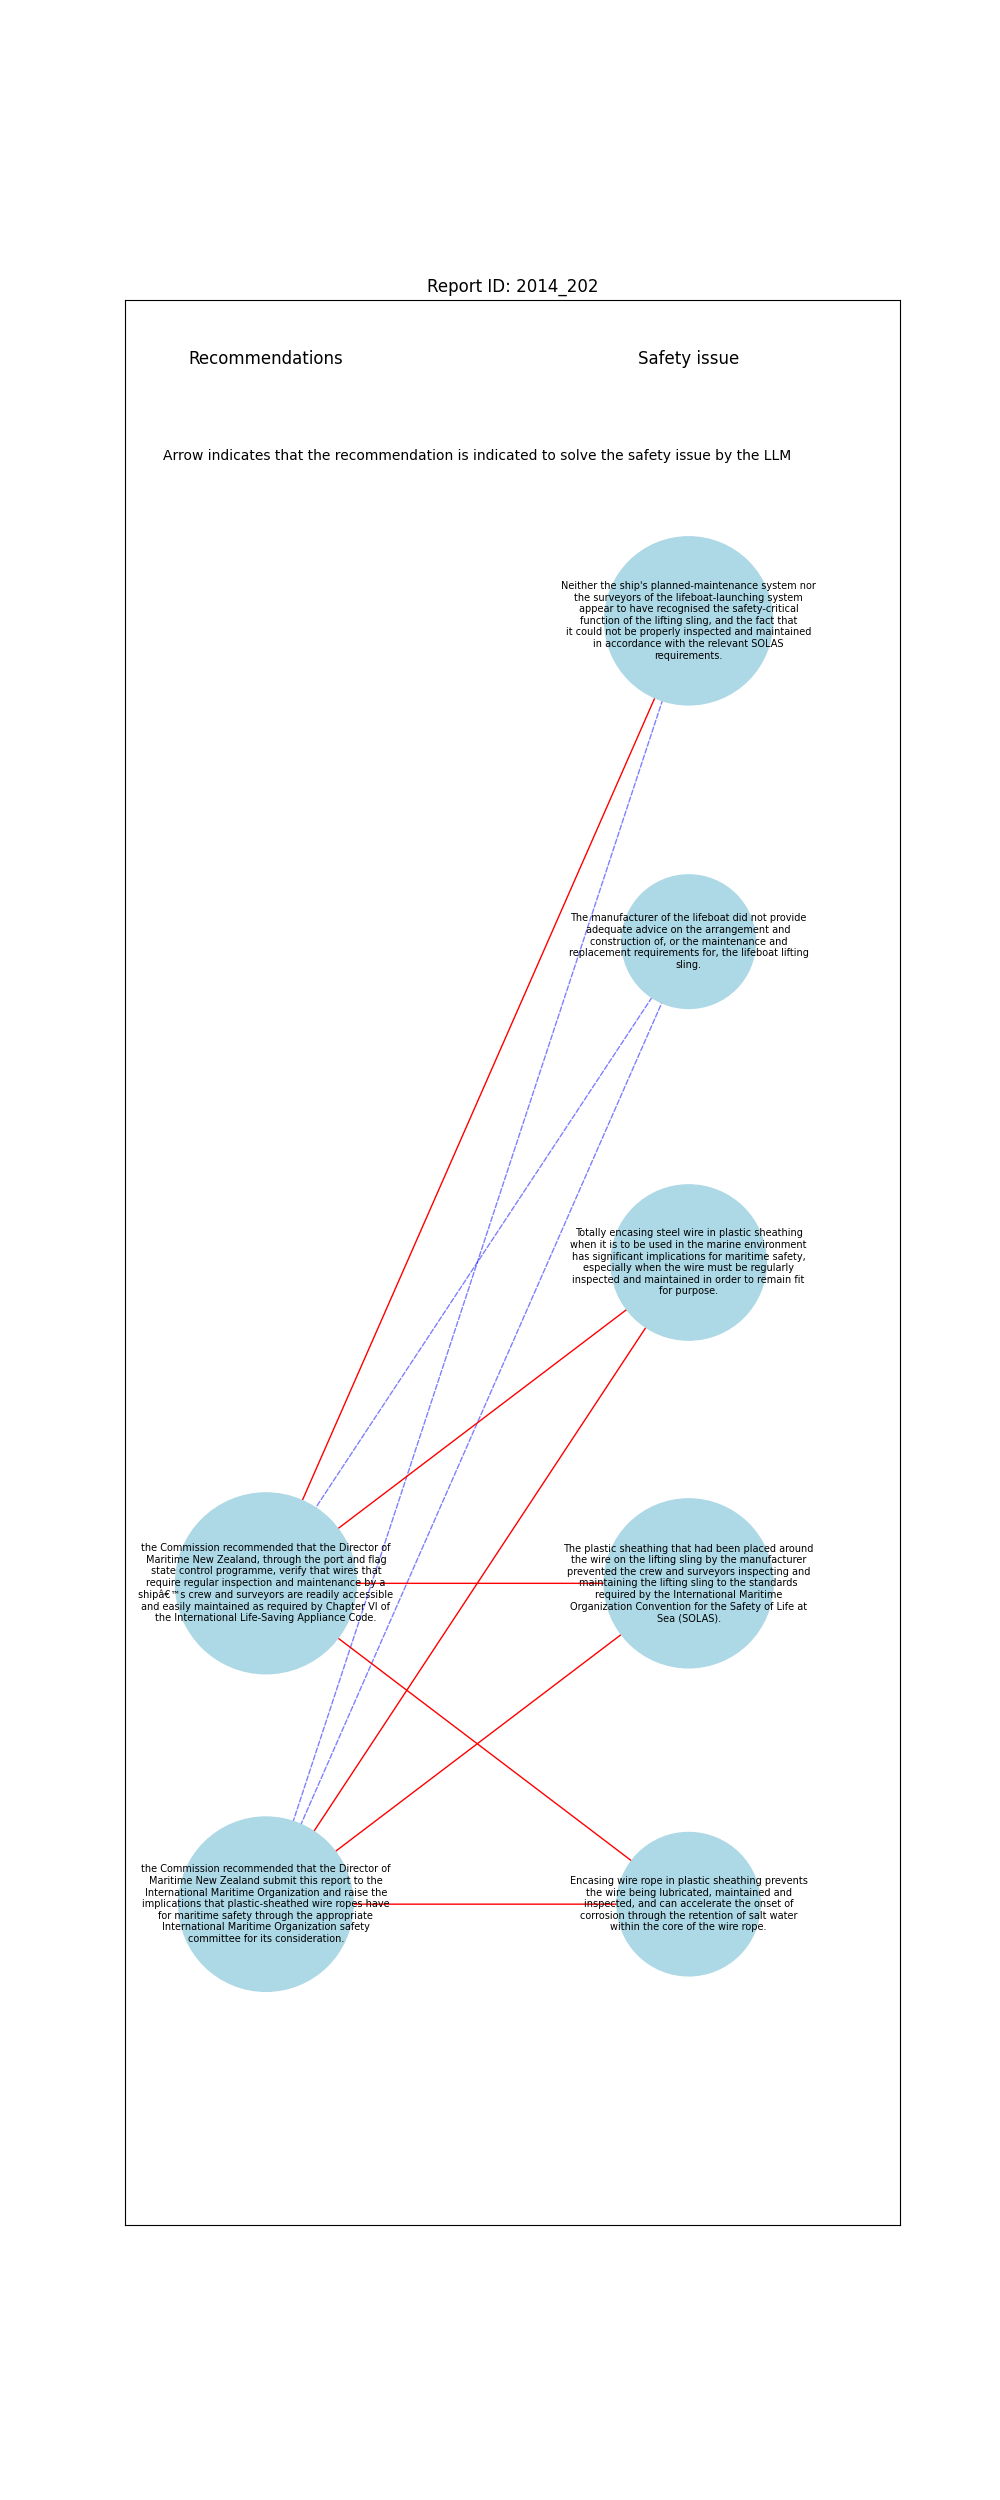 Report ID: 2014_202
Recommendations
Safety issue
Arrow indicates that the recommendation is indicated to solve the safety issue by the LLM
Neither the ship's planned-maintenance system nor
the surveyors of the lifeboat-launching system
appear to have recognised the safety-critical
function of the lifting sling, and the fact that
it could not be properly inspected and maintained
in accordance with the relevant SOLAS
requirements.
The manufacturer of the lifeboat did not provide
adequate advice on the arrangement and
construction of, or the maintenance and
replacement requirements for, the lifeboat lifting
sling.
Totally encasing steel wire in plastic sheathing
when it is to be used in the marine environment
has significant implications for maritime safety,
especially when the wire must be regularly
inspected and maintained in order to remain fit
for purpose.
the Commission recommended that the Director of
Maritime New Zealand, through the port and flag
state control programme, verify that wires that
require regular inspection and maintenance by a
shipâ€™s crew and surveyors are readily accessible
and easily maintained as required by Chapter VI of
the International Life-Saving Appliance Code.
The plastic sheathing that had been placed around
the wire on the lifting sling by the manufacturer
prevented the crew and surveyors inspecting and
maintaining the lifting sling to the standards
required by the International Maritime
Organization Convention for the Safety of Life at
Sea (SOLAS).
the Commission recommended that the Director of
Maritime New Zealand submit this report to the
International Maritime Organization and raise the
implications that plastic-sheathed wire ropes have
for maritime safety through the appropriate
International Maritime Organization safety
committee for its consideration.
Encasing wire rope in plastic sheathing prevents
the wire being lubricated, maintained and
inspected, and can accelerate the onset of
corrosion through the retention of salt water
within the core of the wire rope.